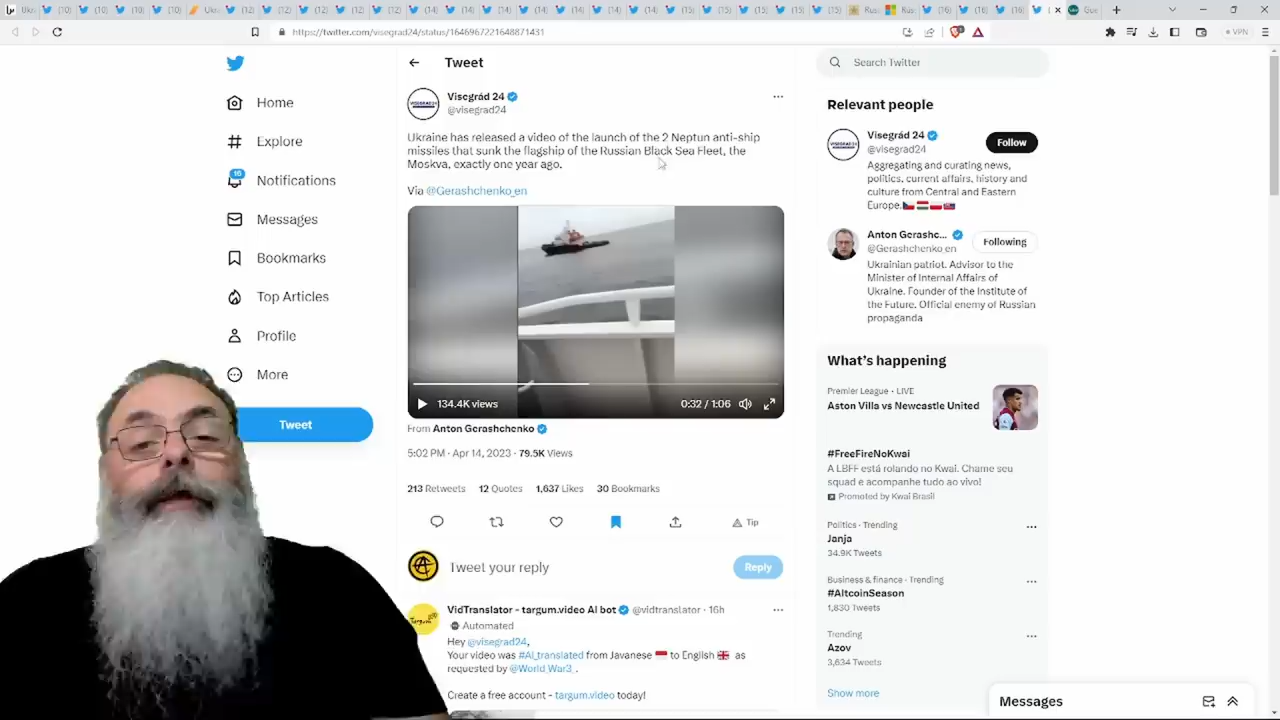 https://twitter.com/visegrad24/status/1646967221648871431
VPN
Home
Explore
16
Notifications
Messages
Bookmarks
Top Articles
Profile
More
Tweet
Tweet
Visegrád 24
@visegrad24
Ukraine has released a video of the launch of the 2 Neptun anti-ship
missiles that sunk the flagship of the Russian Black Sea Fleet, the
Moskva, exactly one year ago.
Via @Gerashchenko_en
134.4K views
0:32 / 1:06
From Anton Gerashchenko
5:02 PM · Apr 14, 2023 · 79.5K Views
213 Retweets 12 Quotes 1,637 Likes 30 Bookmarks
Tip
Tweet your reply
Reply
VidTranslator - targum.video AI bot @vidtranslator · 16h
Automated
Hey @visegrad24,
Your video was #AI_translated from Javanese to English as
requested by @World_War3_.
Create a free account - targum.video today!
Search Twitter
Relevant people
Visegrád 24
@visegrad24
Follow
Aggregating and curating news,
politics, current affairs, history and
culture from Central and Eastern
Europe.
Anton Gerashc...
@Gerashchenko_en
Following
Ukrainian patriot. Advisor to the
Minister of Internal Affairs of
Ukraine. Founder of the Institute of
the Future. Official enemy of Russian
propaganda
What's happening
Premier League · LIVE
Aston Villa vs Newcastle United
#FreeFireNoKwai
A LBFF está rolando no Kwai. Chame seu
squad e acompanhe tudo ao vivo!
Promoted by Kwai Brasil
Politics · Trending
Janja
34.9K Tweets
Business & finance · Trending
#AltcoinSeason
1,830 Tweets
Trending
Azov
3,634 Tweets
Show more
Messages